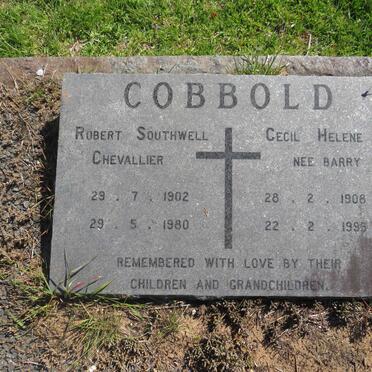 COBBOLD
ROBERT SOUTHWELL
CHEVALLIER
29 . 7 . 1902
29 . 5 . 1980
CECIL HELENE
NEE BARRY
28 . 2 . 1908
22 . 2 . 1995
REMEMBERED WITH LOVE BY THEIR
CHILDREN AND GRANDCHILDREN.